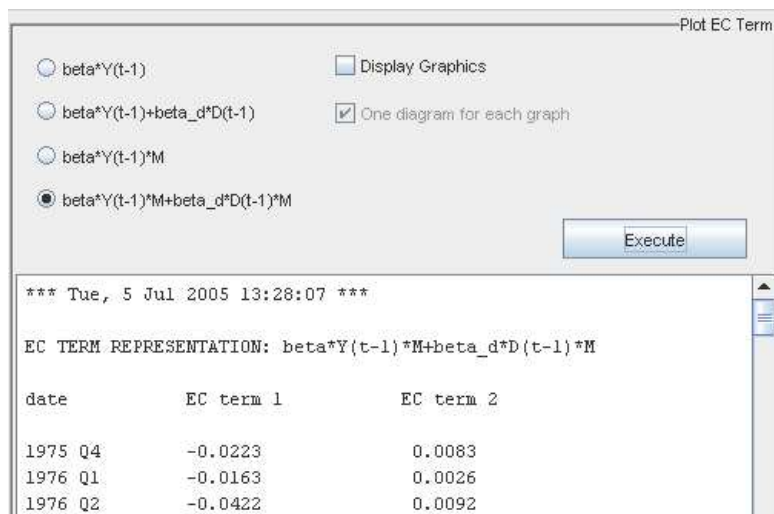 Plot EC Term
beta*Y(t-1)
Display Graphics
beta*Y(t-1)+beta_d*D(t-1)
One diagram for each graph
beta*Y(t-1)*M
beta*Y(t-1)*M+beta_d*D(t-1)*M
Execute
*** Tue, 5 Jul 2005 13:28:07 ***
EC TERM REPRESENTATION: beta*Y(t-1)*M+beta_d*D(t-1)*M
date EC term 1 EC term 2
1975 Q4 -0.0223 0.0083
1976 Q1 -0.0163 0.0026
1976 Q2 -0.0422 0.0092